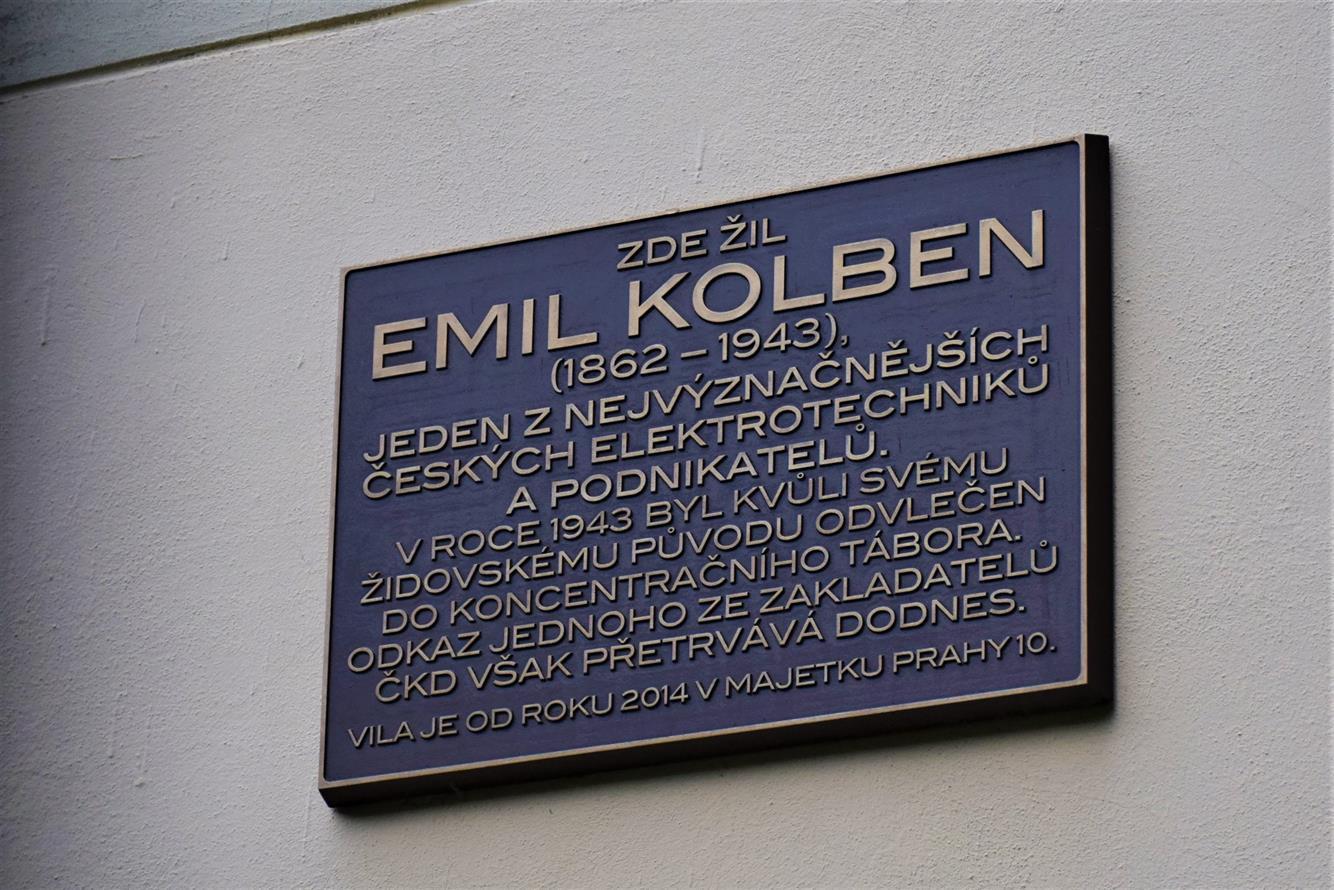 ZDE ŽIL
EMIL KOLBEN
(1862 – 1943),
JEDEN Z NEJVÝZNAČNĚJŠÍCH
ČESKÝCH ELEKTROTECHNIKŮ
A PODNIKATELŮ.
V ROCE 1943 BYL KVŮLI SVÉMU
ŽIDOVSKÉMU PŮVODU ODVLEČEN
DO KONCENTRAČNÍHO TÁBORA.
ODKAZ JEDNOHO ZE ZAKLADATELŮ
ČKD VŠAK PŘETRVÁVÁ DODNES.
VILA JE OD ROKU 2014 V MAJETKU PRAHY 10.